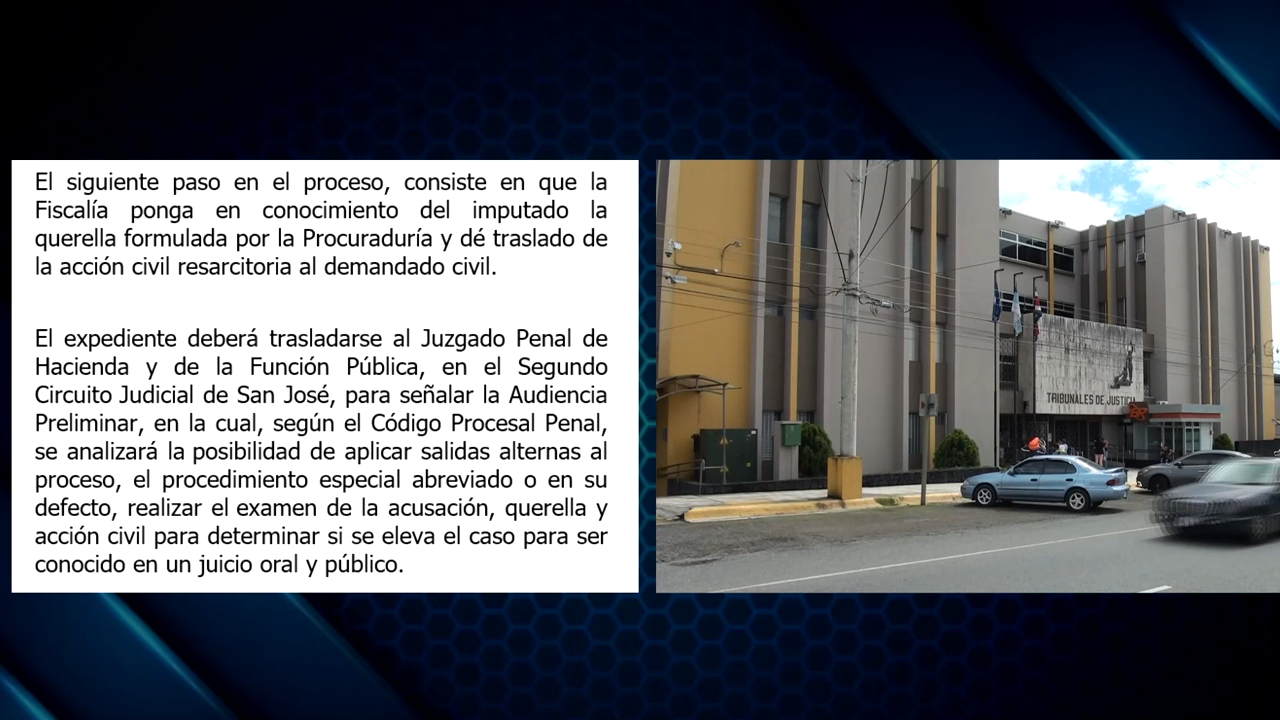 El siguiente paso en el proceso, consiste en que la
Fiscalía ponga en conocimiento del imputado la
querella formulada por la Procuraduría y dé traslado de
la acción civil resarcitoria al demandado civil.
El expediente deberá trasladarse al Juzgado Penal de
Hacienda y de la Función Pública, en el Segundo
Circuito Judicial de San José, para señalar la Audiencia
Preliminar, en la cual, según el Código Procesal Penal,
se analizará la posibilidad de aplicar salidas alternas al
proceso, el procedimiento especial abreviado o en su
defecto, realizar el examen de la acusación, querella y
acción civil para determinar si se eleva el caso para ser
conocido en un juicio oral y público.
TRIBUNALES DE JUSTICIA